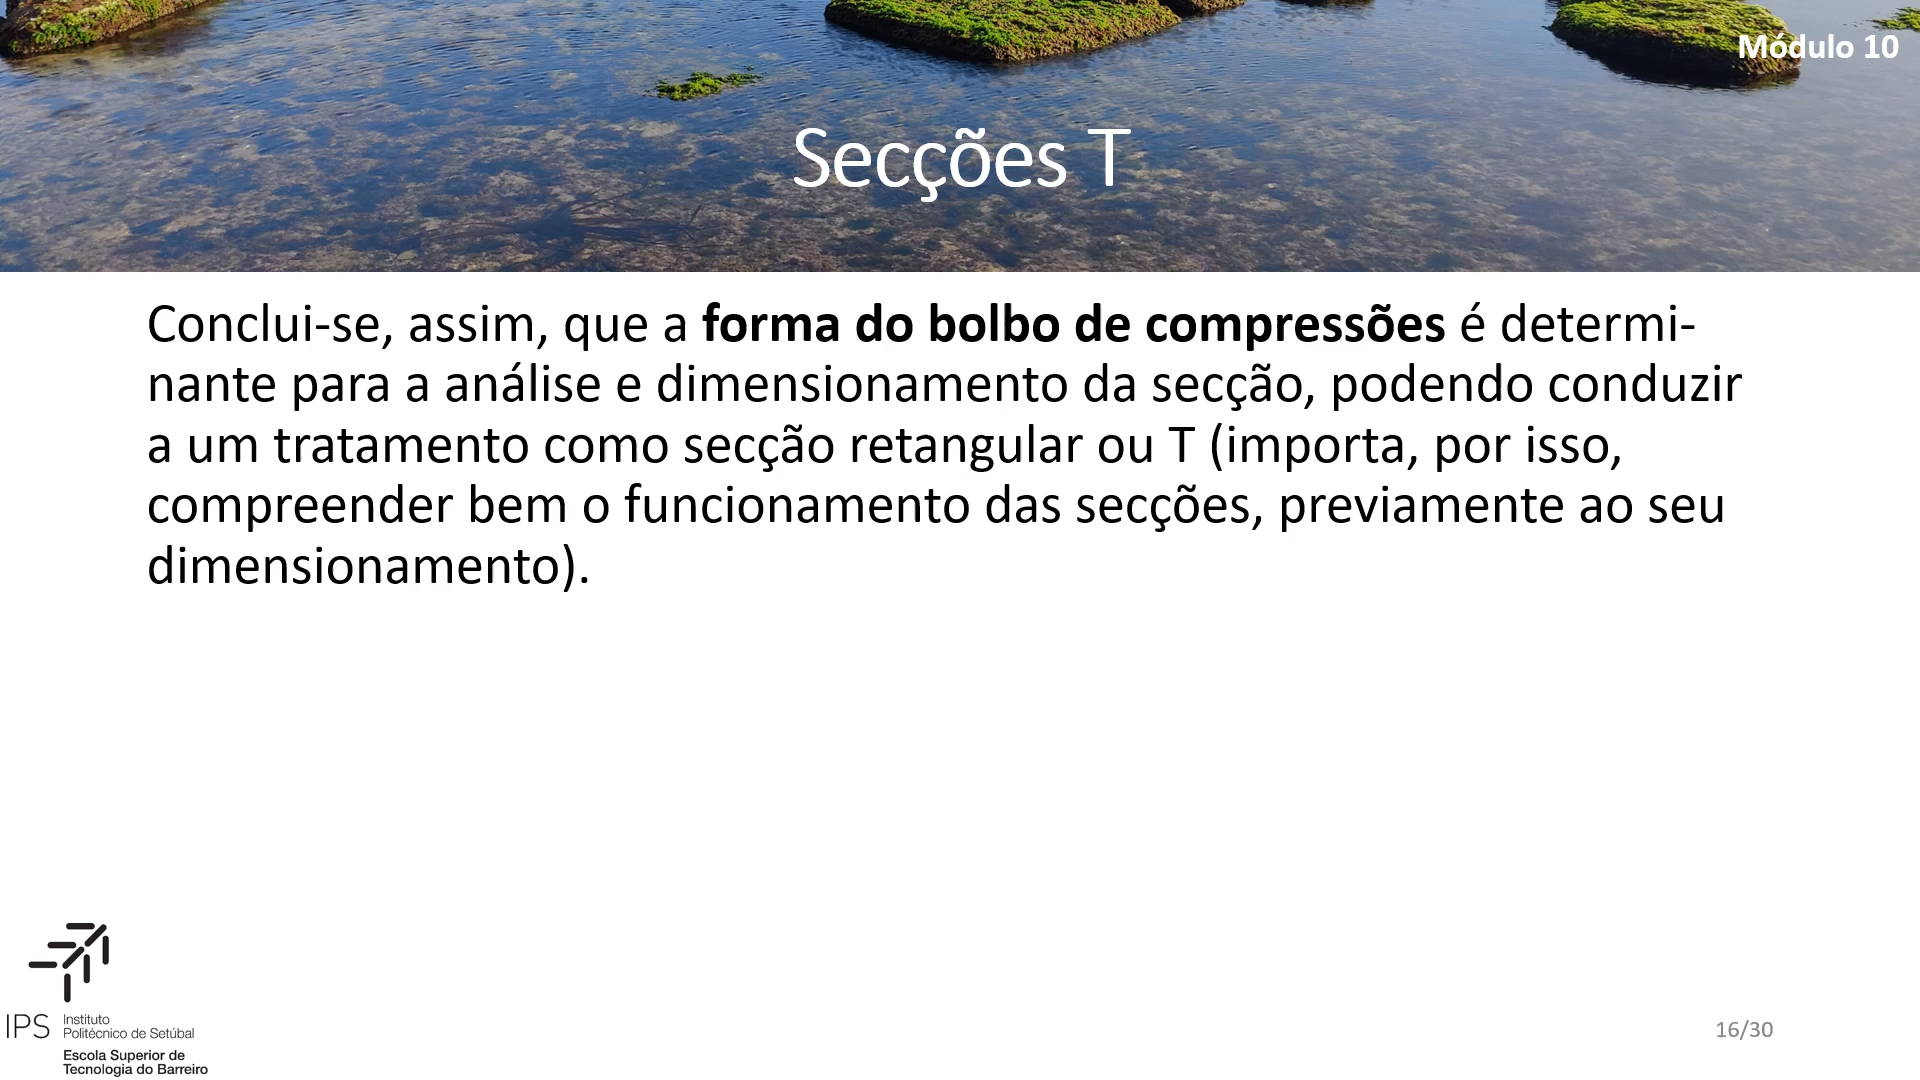 Módulo 10
Secções T
Conclui-se, assim, que a forma do bolbo de compressões é determi-
nante para a análise e dimensionamento da secção, podendo conduzir
a um tratamento como secção retangular ou T (importa, por isso,
compreender bem o funcionamento das secções, previamente ao seu
dimensionamento).
IPS
Instituto
Politécnico de Setúbal
Escola Superior de
Tecnologia do Barreiro
16/30